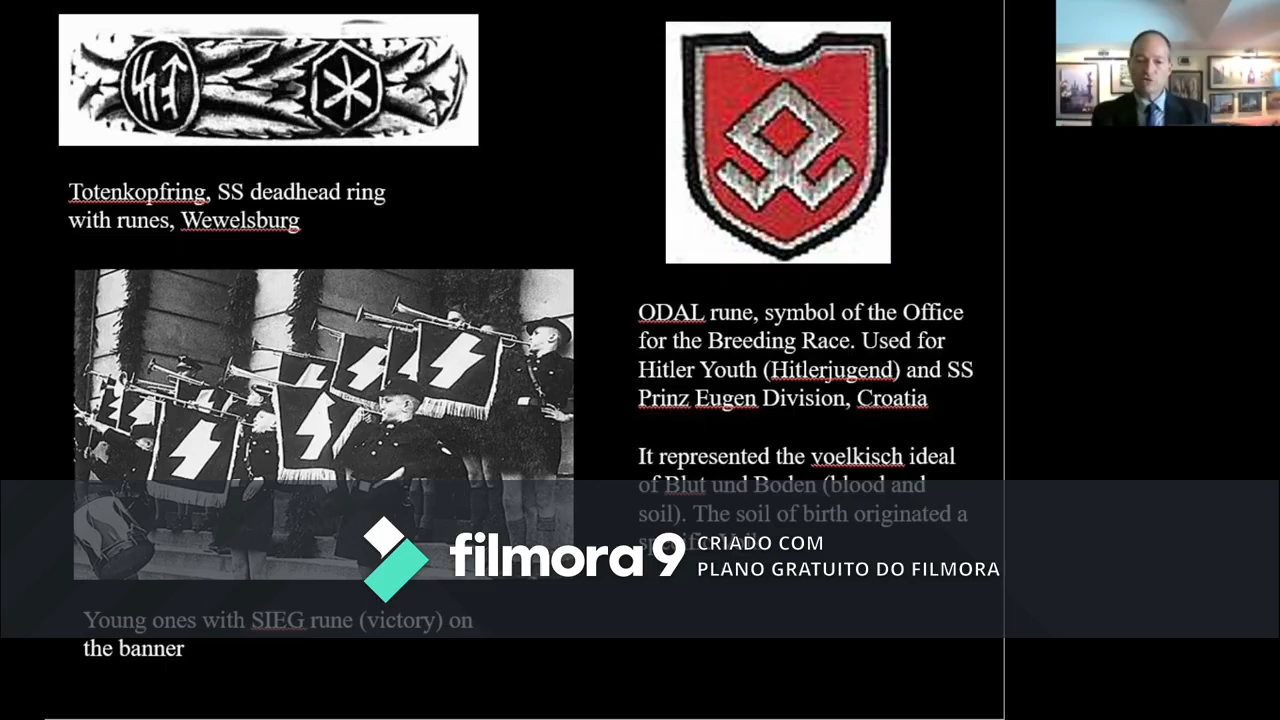 Totenkopfring, SS deadhead ring
with runes, Wewelsburg
ODAL rune, symbol of the Office
for the Breeding Race. Used for
Hitler Youth (Hitlerjugend) and SS
Prinz Eugen Division, Croatia
It represented the voelkisch ideal
of Blut und Boden (blood and
soil). The soil of birth originated a
filmora9 CRIADO COM
PLANO GRATUITO DO FILMORA
Young ones with SIEG rune (victory) on
the banner